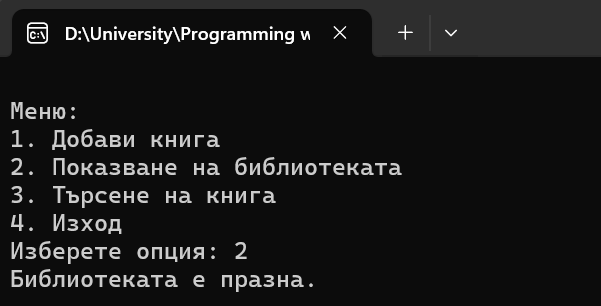 D:\University\Programming w
Меню:
1. Добави книга
2. Показване на библиотеката
3. Търсене на книга
4. Изход
Изберете опция: 2
Библиотеката е празна.